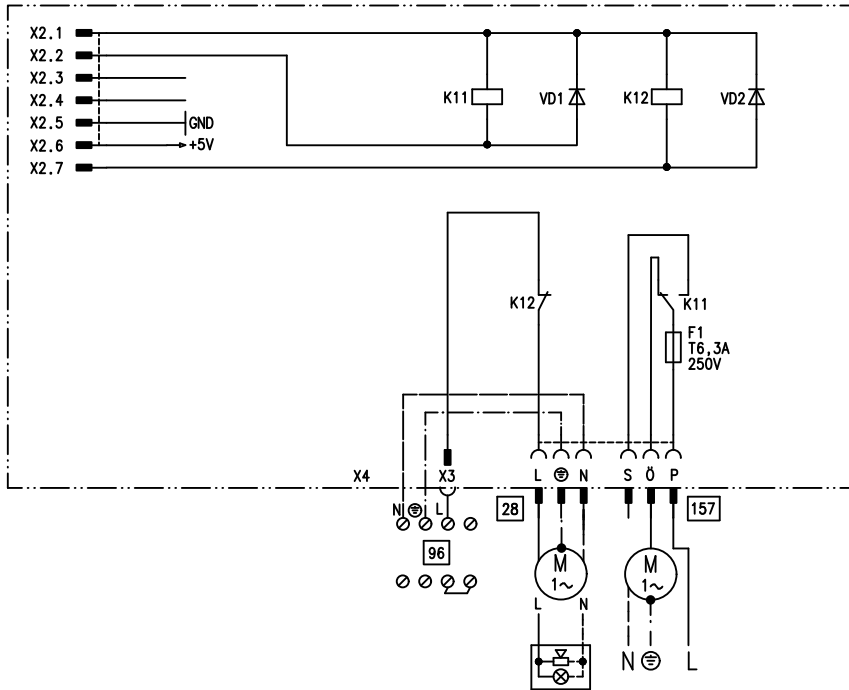 X2.1
X2.2
X2.3
X2.4
X2.5
X2.6
X2.7
GND
+5V
K11
VD1
K12
VD2
K12
K11
F1
T6,3A
250V
X4
X3
L
N
S Ö P
N
L
28
157
96
M
1~
M
1~
L
N
N
L